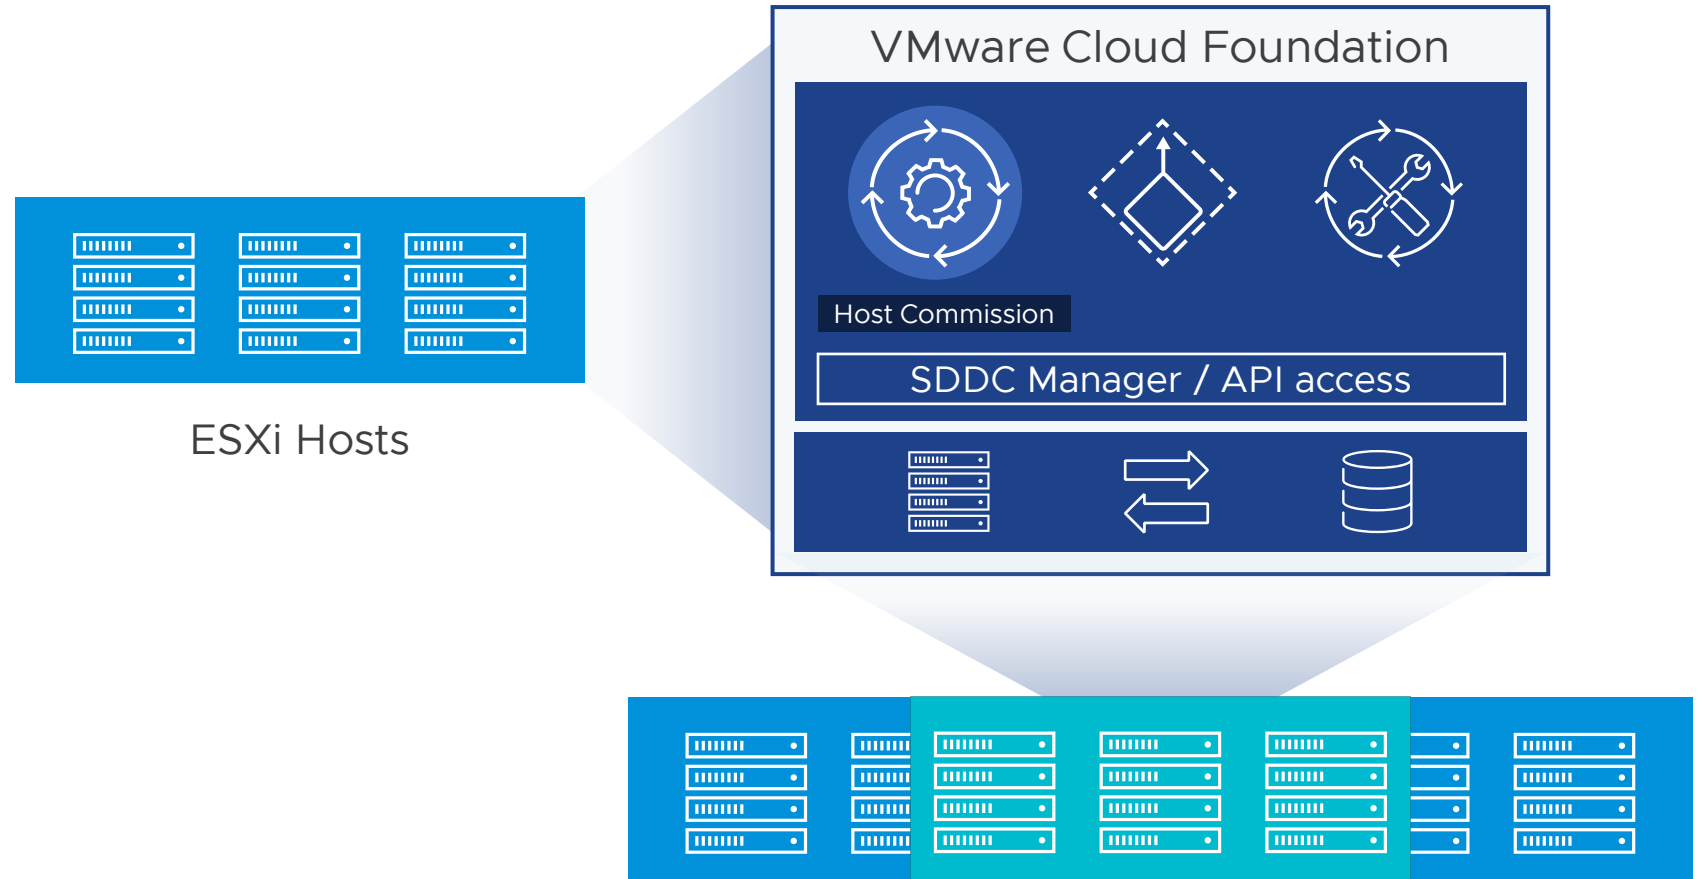 VMware Cloud Foundation
Host Commission
SDDC Manager / API access
ESXi Hosts